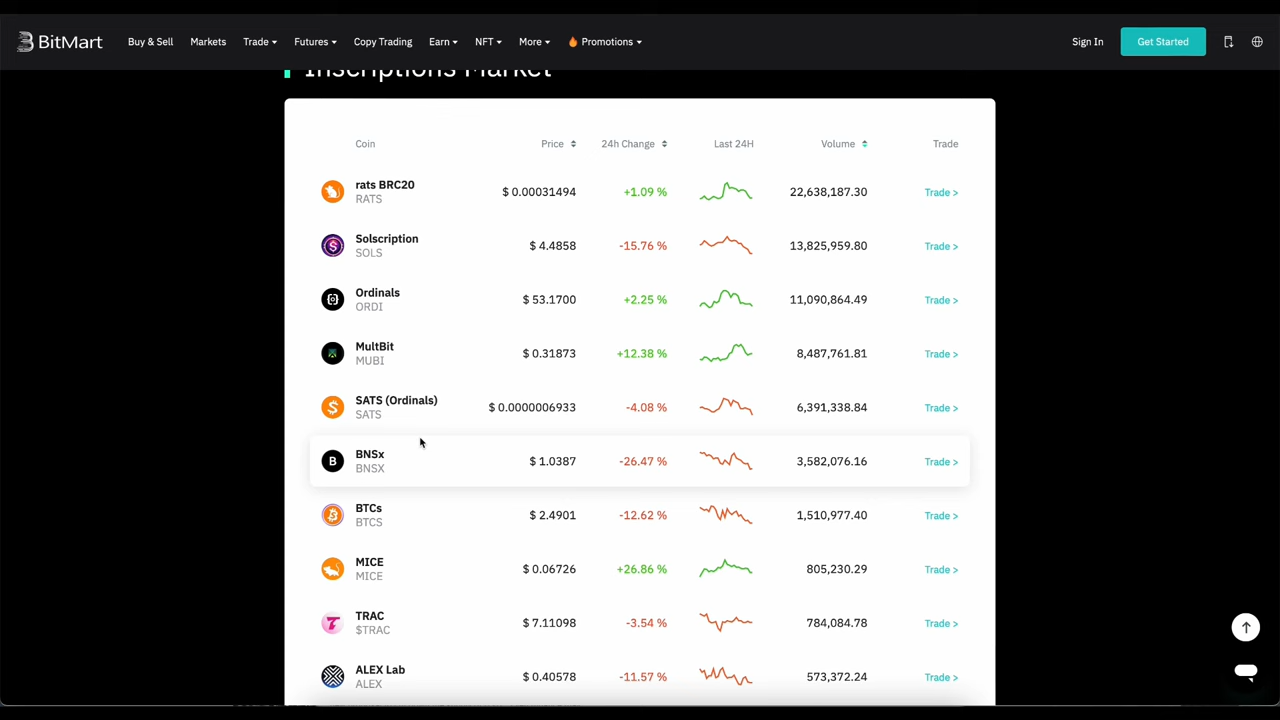 BitMart
Buy & Sell Markets Trade Futures Copy Trading Earn NFT More Promotions Sign In Get Started
Inscriptions Market
Coin Price 24h Change Last 24H Volume Trade
rats BRC20
RATS
$ 0.00031494 +1.09 % 22,638,187.30 Trade >
Solscription
SOLS
$ 4.4858 -15.76 % 13,825,959.80 Trade >
Ordinals
ORDI
$ 53.1700 +2.25 % 11,090,864.49 Trade >
MultBit
MUBI
$ 0.31873 +12.38 % 8,487,761.81 Trade >
SATS (Ordinals)
SATS
$ 0.0000006933 -4.08 % 6,391,338.84 Trade >
BNSx
BNSX
$ 1.0387 -26.47 % 3,582,076.16 Trade >
BTCs
BTCS
$ 2.4901 -12.62 % 1,510,977.40 Trade >
MICE
MICE
$ 0.06726 +26.86 % 805,230.29 Trade >
TRAC
$TRAC
$ 7.11098 -3.54 % 784,084.78 Trade >
ALEX Lab
ALEX
$ 0.40578 -11.57 % 573,372.24 Trade >